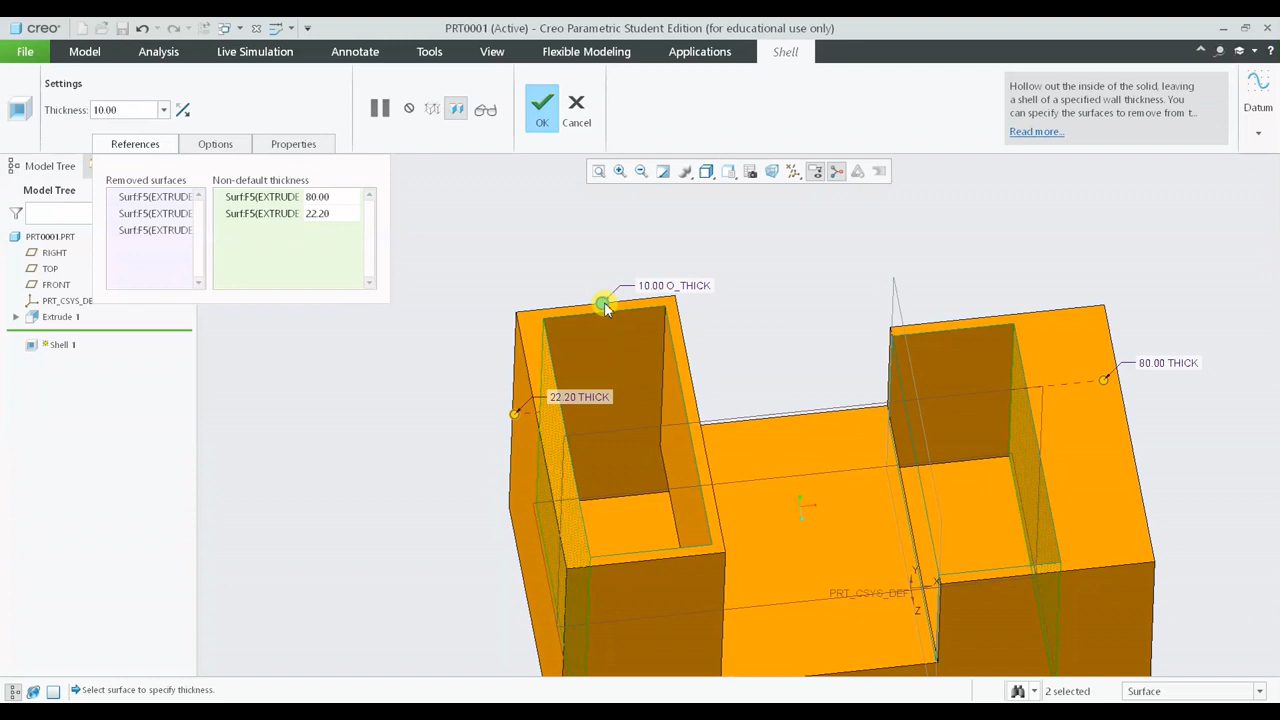 creo
PRT0001 (Active) - Creo Parametric Student Edition (for educational use only)
File Model Analysis Live Simulation Annotate Tools View Flexible Modeling Applications Shell
Settings
Thickness: 10.00
OK
Cancel
Hollow out the inside of the solid, leaving
a shell of a specified wall thickness. You
can specify the surfaces to remove from t...
Read more...
Datum
References Options Properties
Model Tree
Model Tree
Removed surfaces
Surf:F5(EXTRUDE
Surf:F5(EXTRUDE
Surf:F5(EXTRUDE
Non-default thickness
Surf:F5(EXTRUDE 80.00
Surf:F5(EXTRUDE 22.20
PRT0001.PRT
RIGHT
TOP
FRONT
PRT_CSYS_DE
Extrude 1
Shell 1
10.00 O_THICK
22.20 THICK
80.00 THICK
PRT_CSYS_DEF
Y
X
Z
Select surface to specify thickness.
2 selected
Surface